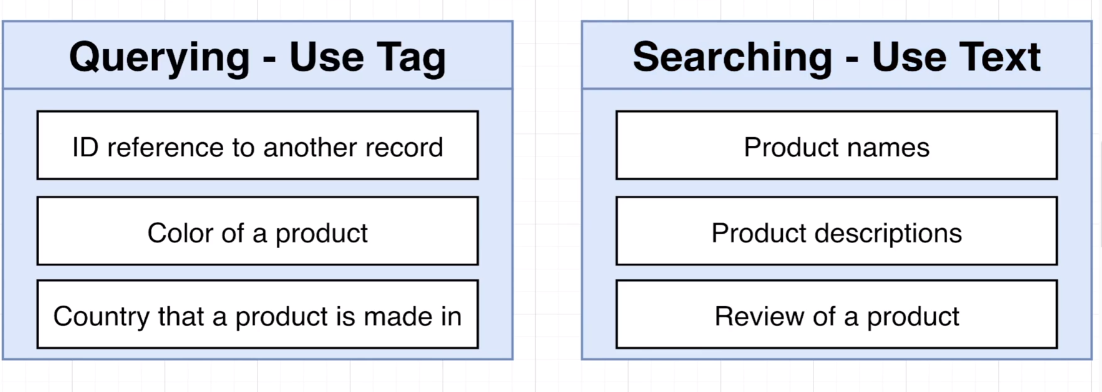 Querying - Use Tag
ID reference to another record
Color of a product
Country that a product is made in
Searching - Use Text
Product names
Product descriptions
Review of a product